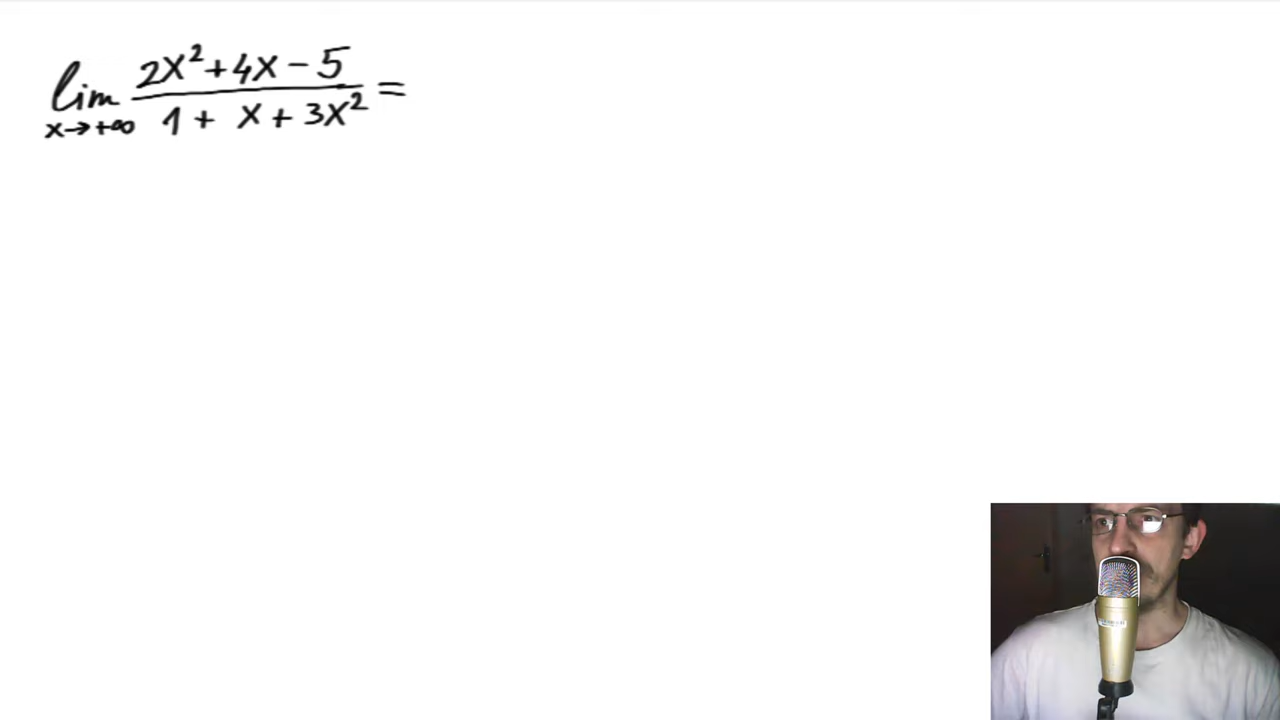 lim 2x²+4x-5
x→+∞ 1+ x+3x² =